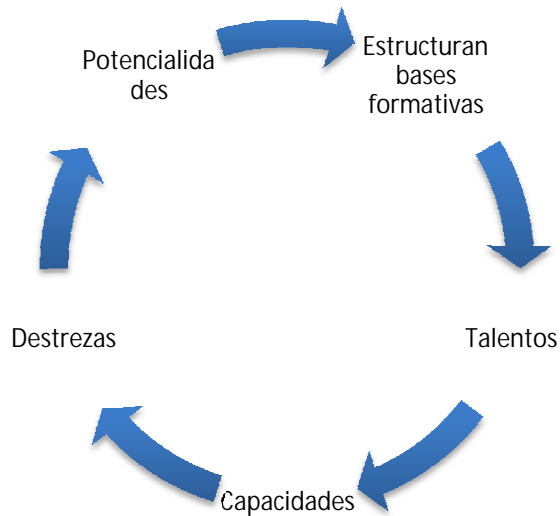 Potencialida
des
Estructuran
bases
formativas
Talentos
Capacidades
Destrezas